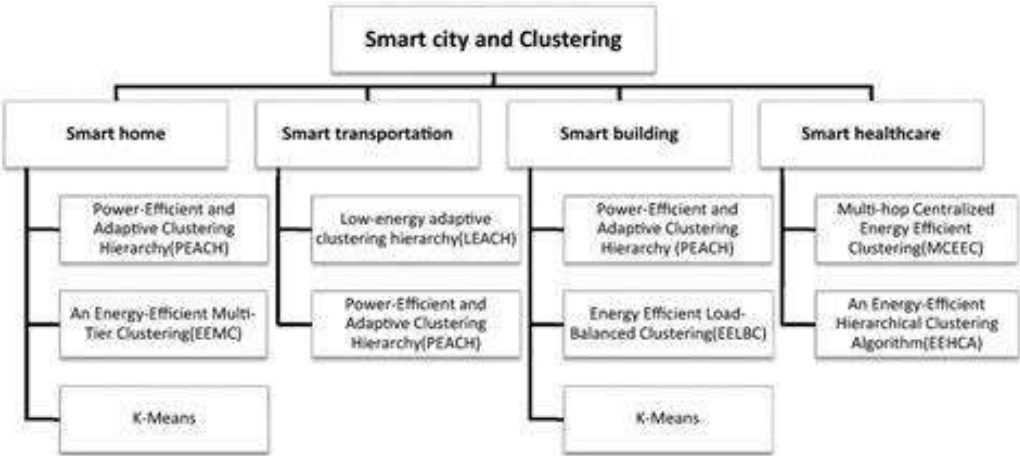 Smart city and Clustering
Smart home
Smart transportation
Smart building
Smart healthcare
Power-Efficient and
Adaptive Clustering
Hierarchy(PEACH)
An Energy-Efficient Multi-
Tier Clustering(EEMC)
K-Means
Low-energy adaptive
clustering hierarchy(LEACH)
Power-Efficient and
Adaptive Clustering
Hierarchy(PEACH)
Power-Efficient and
Adaptive Clustering
Hierarchy (PEACH)
Energy Efficient Load-
Balanced Clustering(EELBC)
K-Means
Multi-hop Centralized
Energy Efficient
Clustering(MCEEC)
An Energy-Efficient
Hierarchical Clustering
Algorithm(EEHCA)